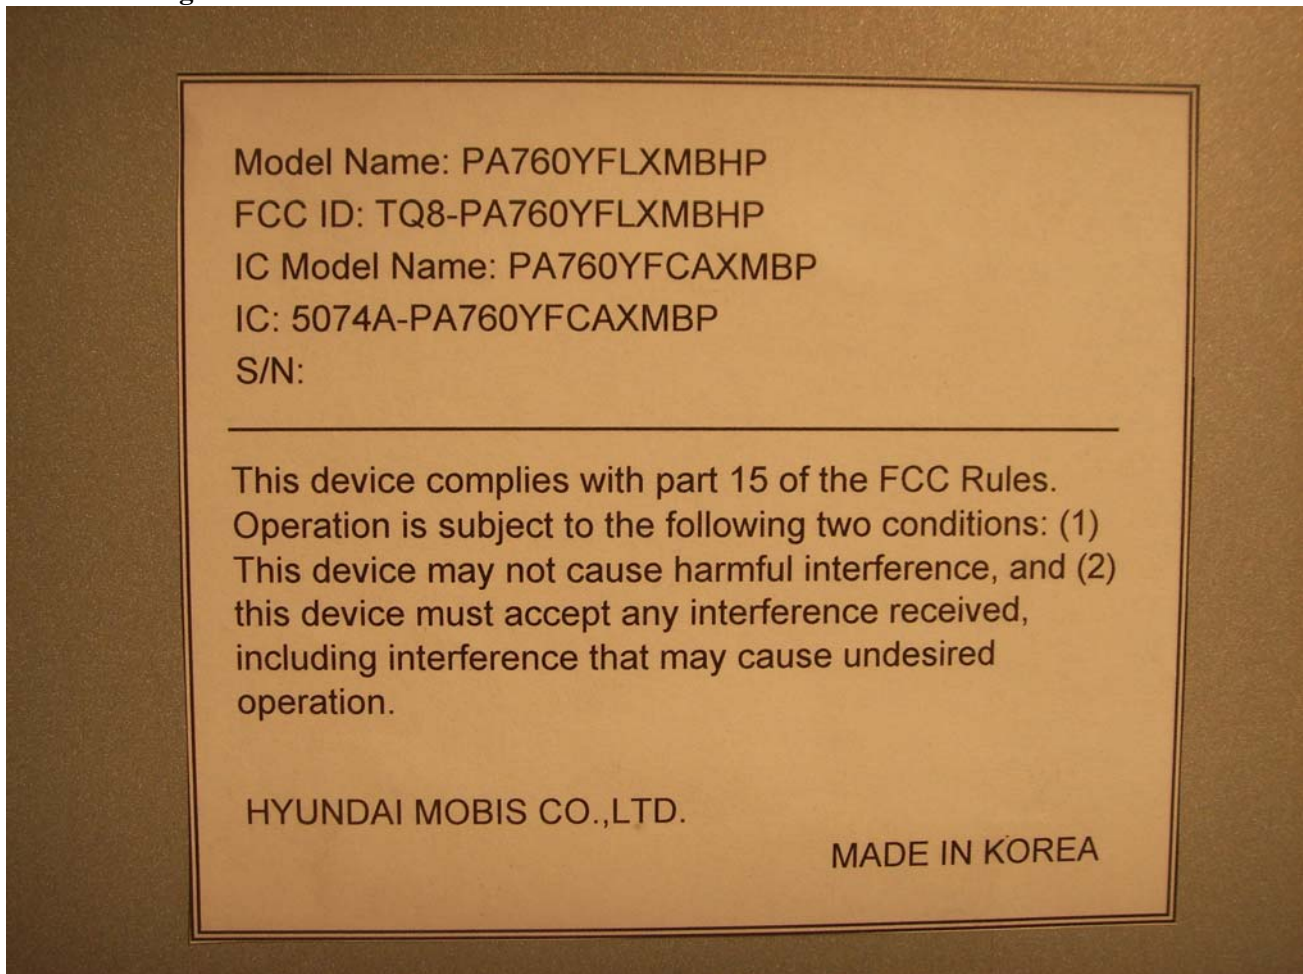 Model Name: PA760YFLXMBHP
FCC ID: TQ8-PA760YFLXMBHP
IC Model Name: PA760YFCAXMBP
IC: 5074A-PA760YFCAXMBP
S/N:
This device complies with part 15 of the FCC Rules.
Operation is subject to the following two conditions: (1)
This device may not cause harmful interference, and (2)
this device must accept any interference received,
including interference that may cause undesired
operation.
HYUNDAI MOBIS CO.,LTD.
MADE IN KOREA